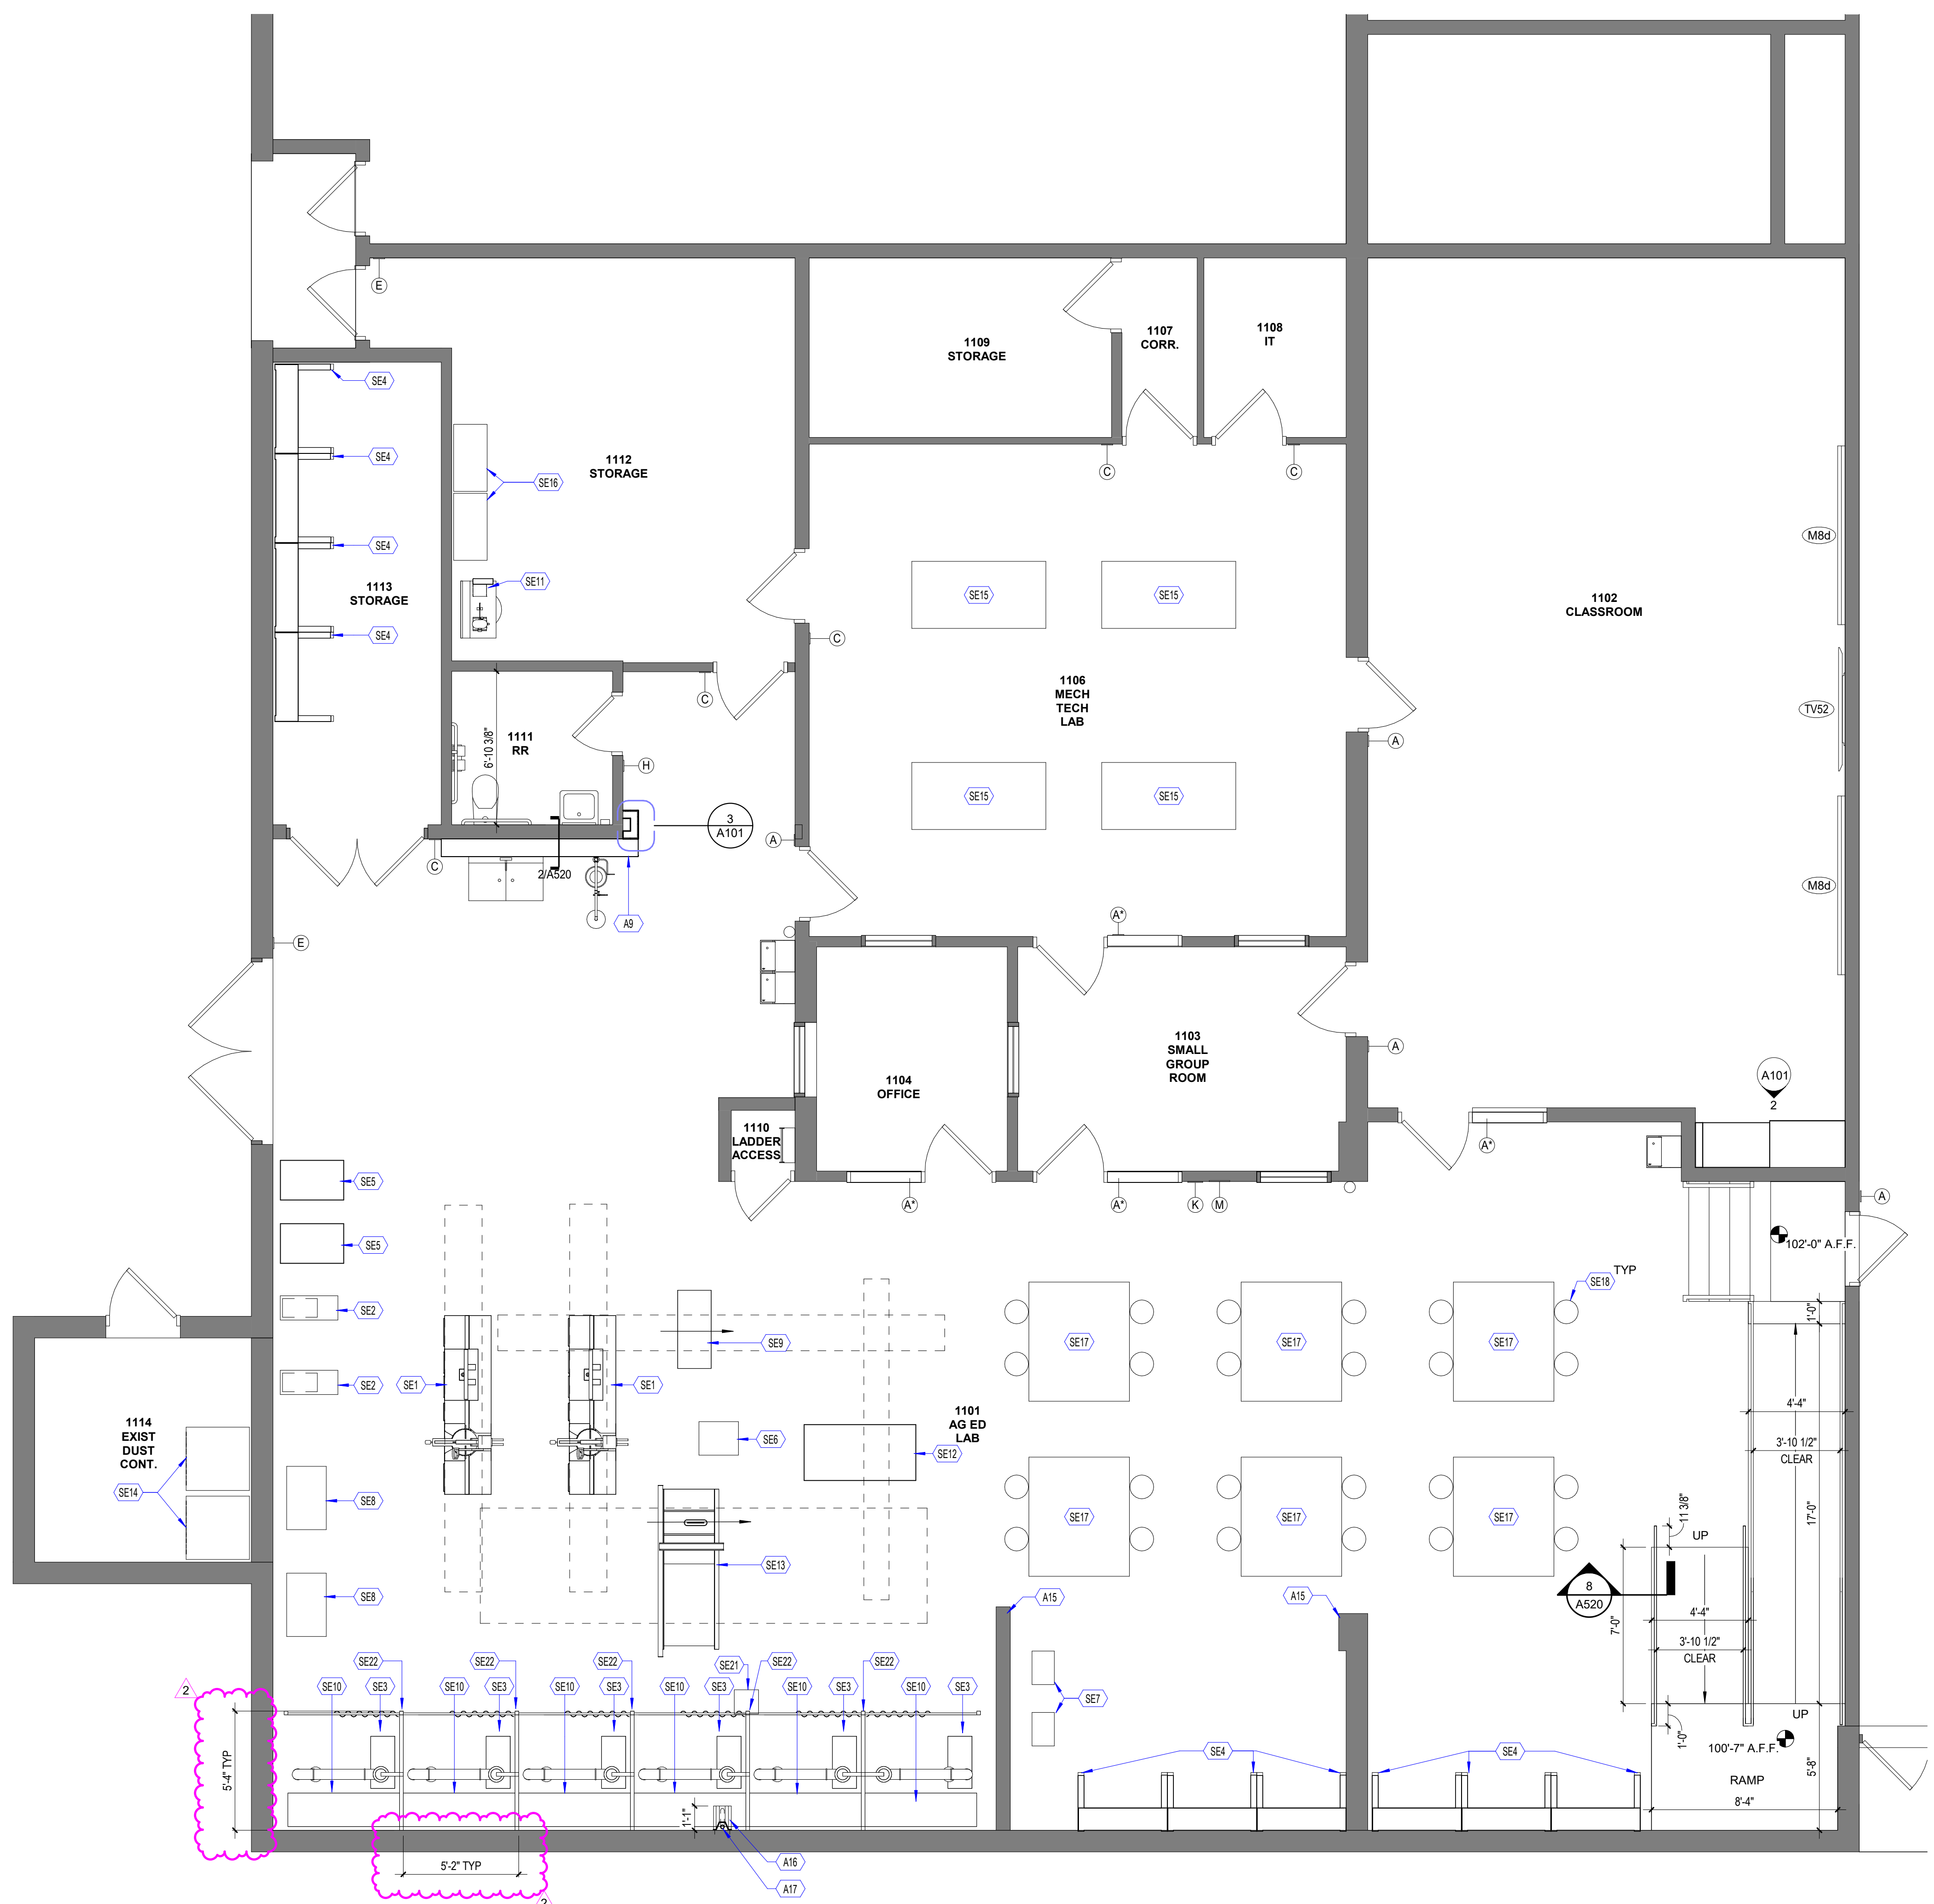 E
1109
STORAGE
1107
CORR.
1108
IT
SE4
SE4
SE4
SE4
1112
STORAGE
SE16
SE11
C
C
C
C
1113
STORAGE
SE15
SE15
SE15
SE15
1106
MECH
TECH
LAB
1102
CLASSROOM
M8d
TV52
M8d
1111
RR
6'-10 3/8"
H
3
A101
A
A
C
2/A520
A9
E
A*
1103
SMALL
GROUP
ROOM
A
1104
OFFICE
A101
2
1110
LADDER
ACCESS
A*
A*
A*
K
M
A
SE5
SE5
SE2
SE2
102'-0" A.F.F.
TYP
SE18
1'-0"
SE9
SE1
SE1
SE17
SE17
SE17
4'-4"
3'-10 1/2"
CLEAR
1114
EXIST
DUST
CONT.
SE14
1101
AG ED
LAB
SE6
SE12
SE8
SE8
SE17
SE17
SE17
11 3/8"
UP
17'-0"
SE13
A15
A15
8
A520
7'-0"
4'-4"
3'-10 1/2"
CLEAR
SE22
SE22
SE22
SE21
SE22
SE22
SE10
SE3
SE10
SE3
SE10
SE3
SE10
SE3
SE10
SE3
SE10
SE3
SE7
2
5'-4" TYP
UP
1'-0"
100'-7" A.F.F.
SE4
SE4
RAMP
8'-4"
5'-8"
1'-1"
5'-2" TYP
A16
A17
2